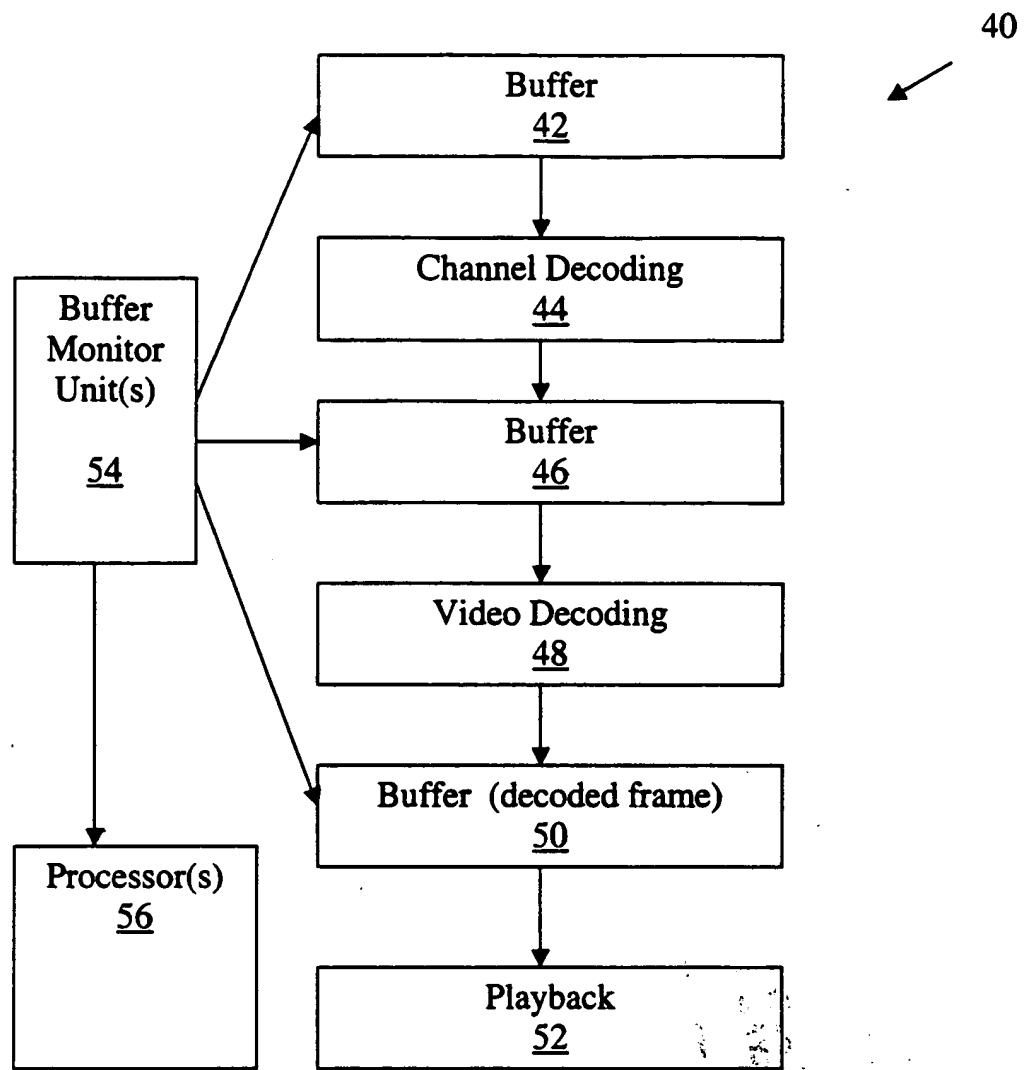 40
Buffer
42
Channel Decoding
44
Buffer
Monitor
Unit(s)
54
Buffer
46
Video Decoding
48
Buffer (decoded frame)
50
Processor(s)
56
Playback
52